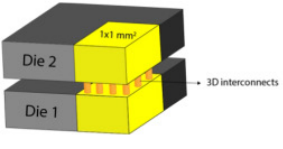 1x1 mm²
Die 2
3D interconnects
Die 1